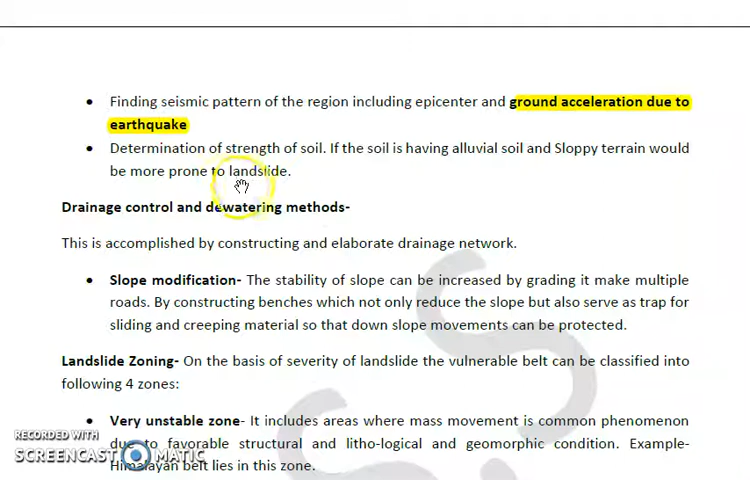 • Finding seismic pattern of the region including epicenter and ground acceleration due to
earthquake
• Determination of strength of soil. If the soil is having alluvial soil and Sloppy terrain would
be more prone to landslide.
Drainage control and dewatering methods-
This is accomplished by constructing and elaborate drainage network.
• Slope modification- The stability of slope can be increased by grading it make multiple
roads. By constructing benches which not only reduce the slope but also serve as trap for
sliding and creeping material so that down slope movements can be protected.
Landslide Zoning- On the basis of severity of landslide the vulnerable belt can be classified into
following 4 zones:
• Very unstable zone- It includes areas where mass movement is common phenomenon
due to favorable structural and litho-logical and geomorphic condition. Example-
Himalayan belt lies in this zone.
RECORDED WITH
SCREENCAST MATIC
S.S